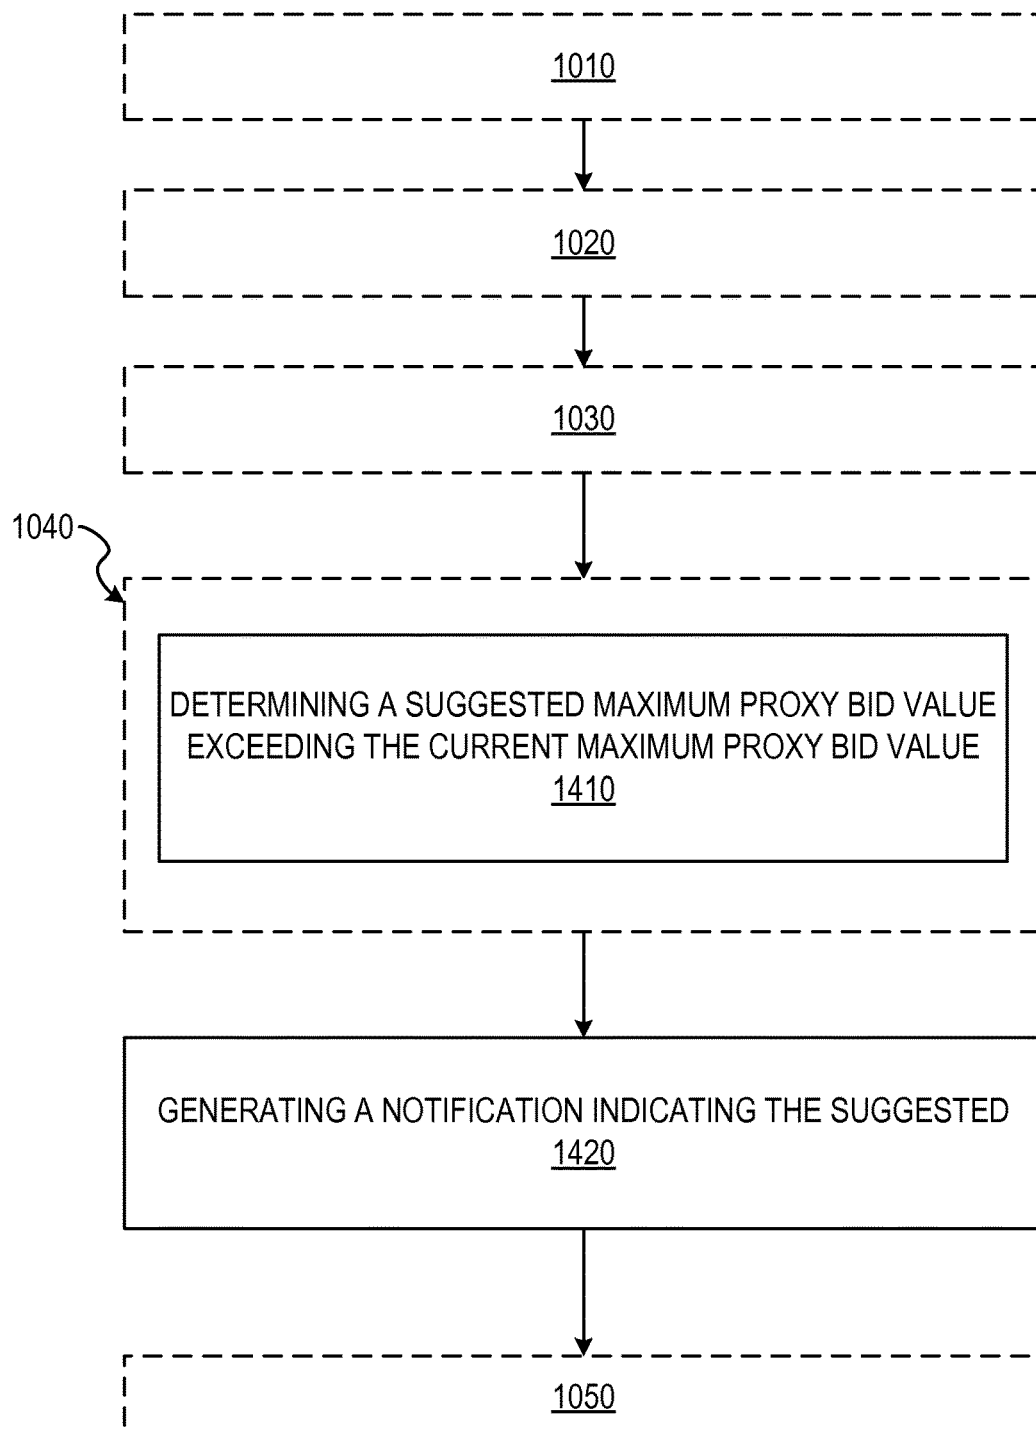 1010
1020
1030
1040
DETERMINING A SUGGESTED MAXIMUM PROXY BID VALUE
EXCEEDING THE CURRENT MAXIMUM PROXY BID VALUE
1410
GENERATING A NOTIFICATION INDICATING THE SUGGESTED
1420
1050